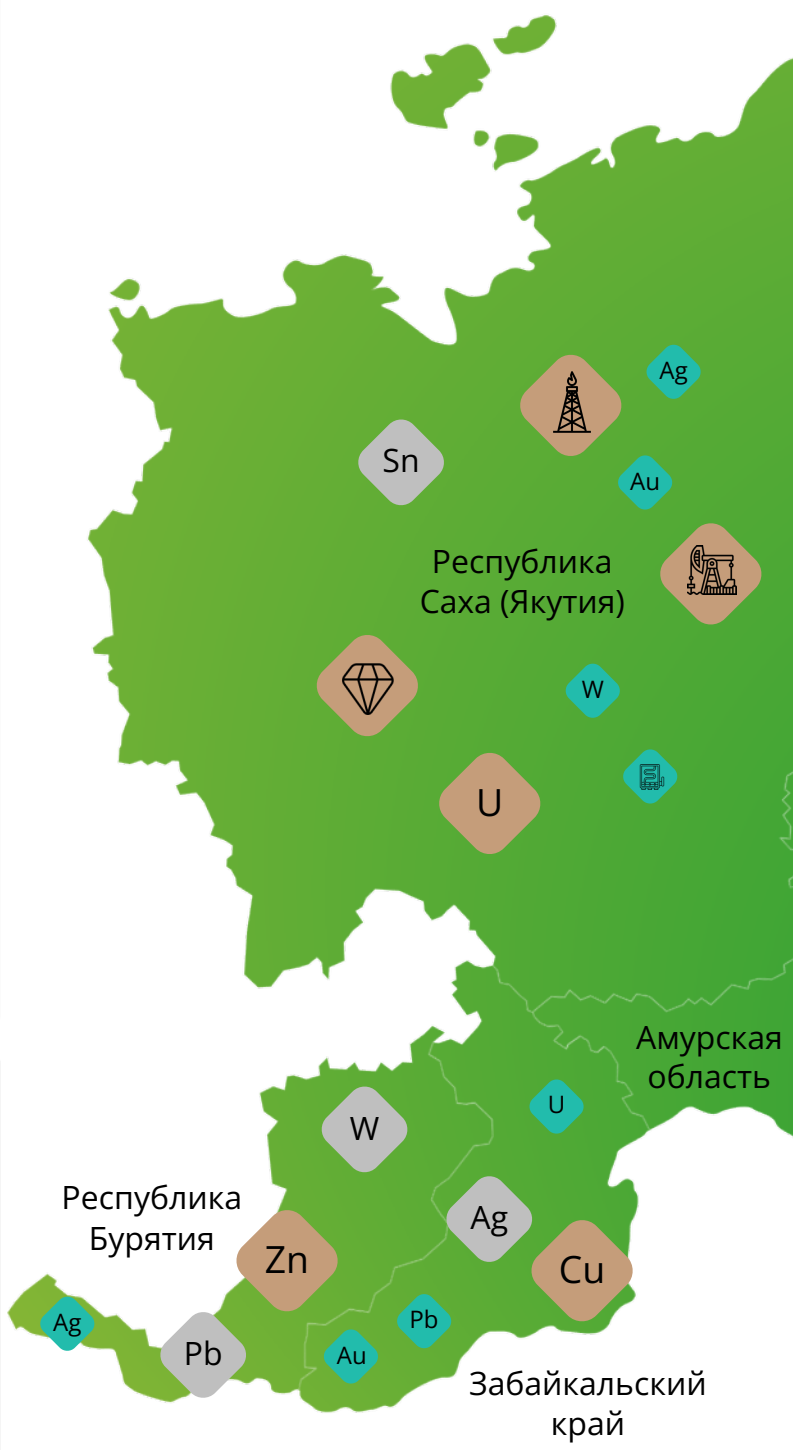 Ag
Sn
Au
Республика
Саха (Якутия)
W
U
Амурская
область
U
W
Республика
Бурятия
Ag
Zn
Cu
Ag
Pb
Pb
Au
Забайкальский
край